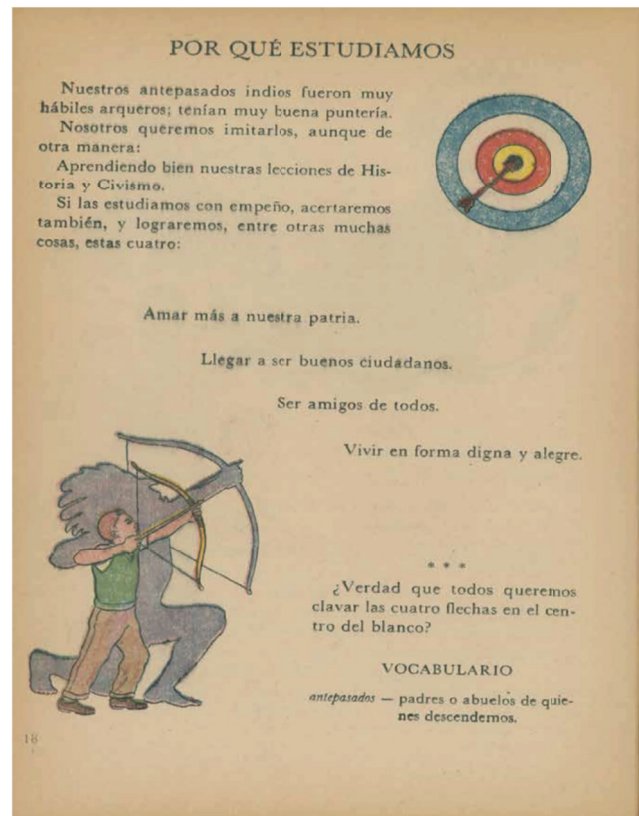 POR QUÉ ESTUDIAMOS
Nuestros antepasados indios fueron muy
hábiles arqueros; tenían muy buena puntería.
Nosotros queremos imitarlos, aunque de
otra manera:
Aprendiendo bien nuestras lecciones de His-
toria y Civismo.
Si las estudiamos con empeño, acertaremos
también, y lograremos, entre otras muchas
cosas, estas cuatro:
Amar más a nuestra patria.
Llegar a ser buenos ciudadanos.
Ser amigos de todos.
Vivir en forma digna y alegre.
* * *
¿Verdad que todos queremos
clavar las cuatro flechas en el cen-
tro del blanco?
VOCABULARIO
antepasados — padres o abuelos de quie-
nes descendemos.
18